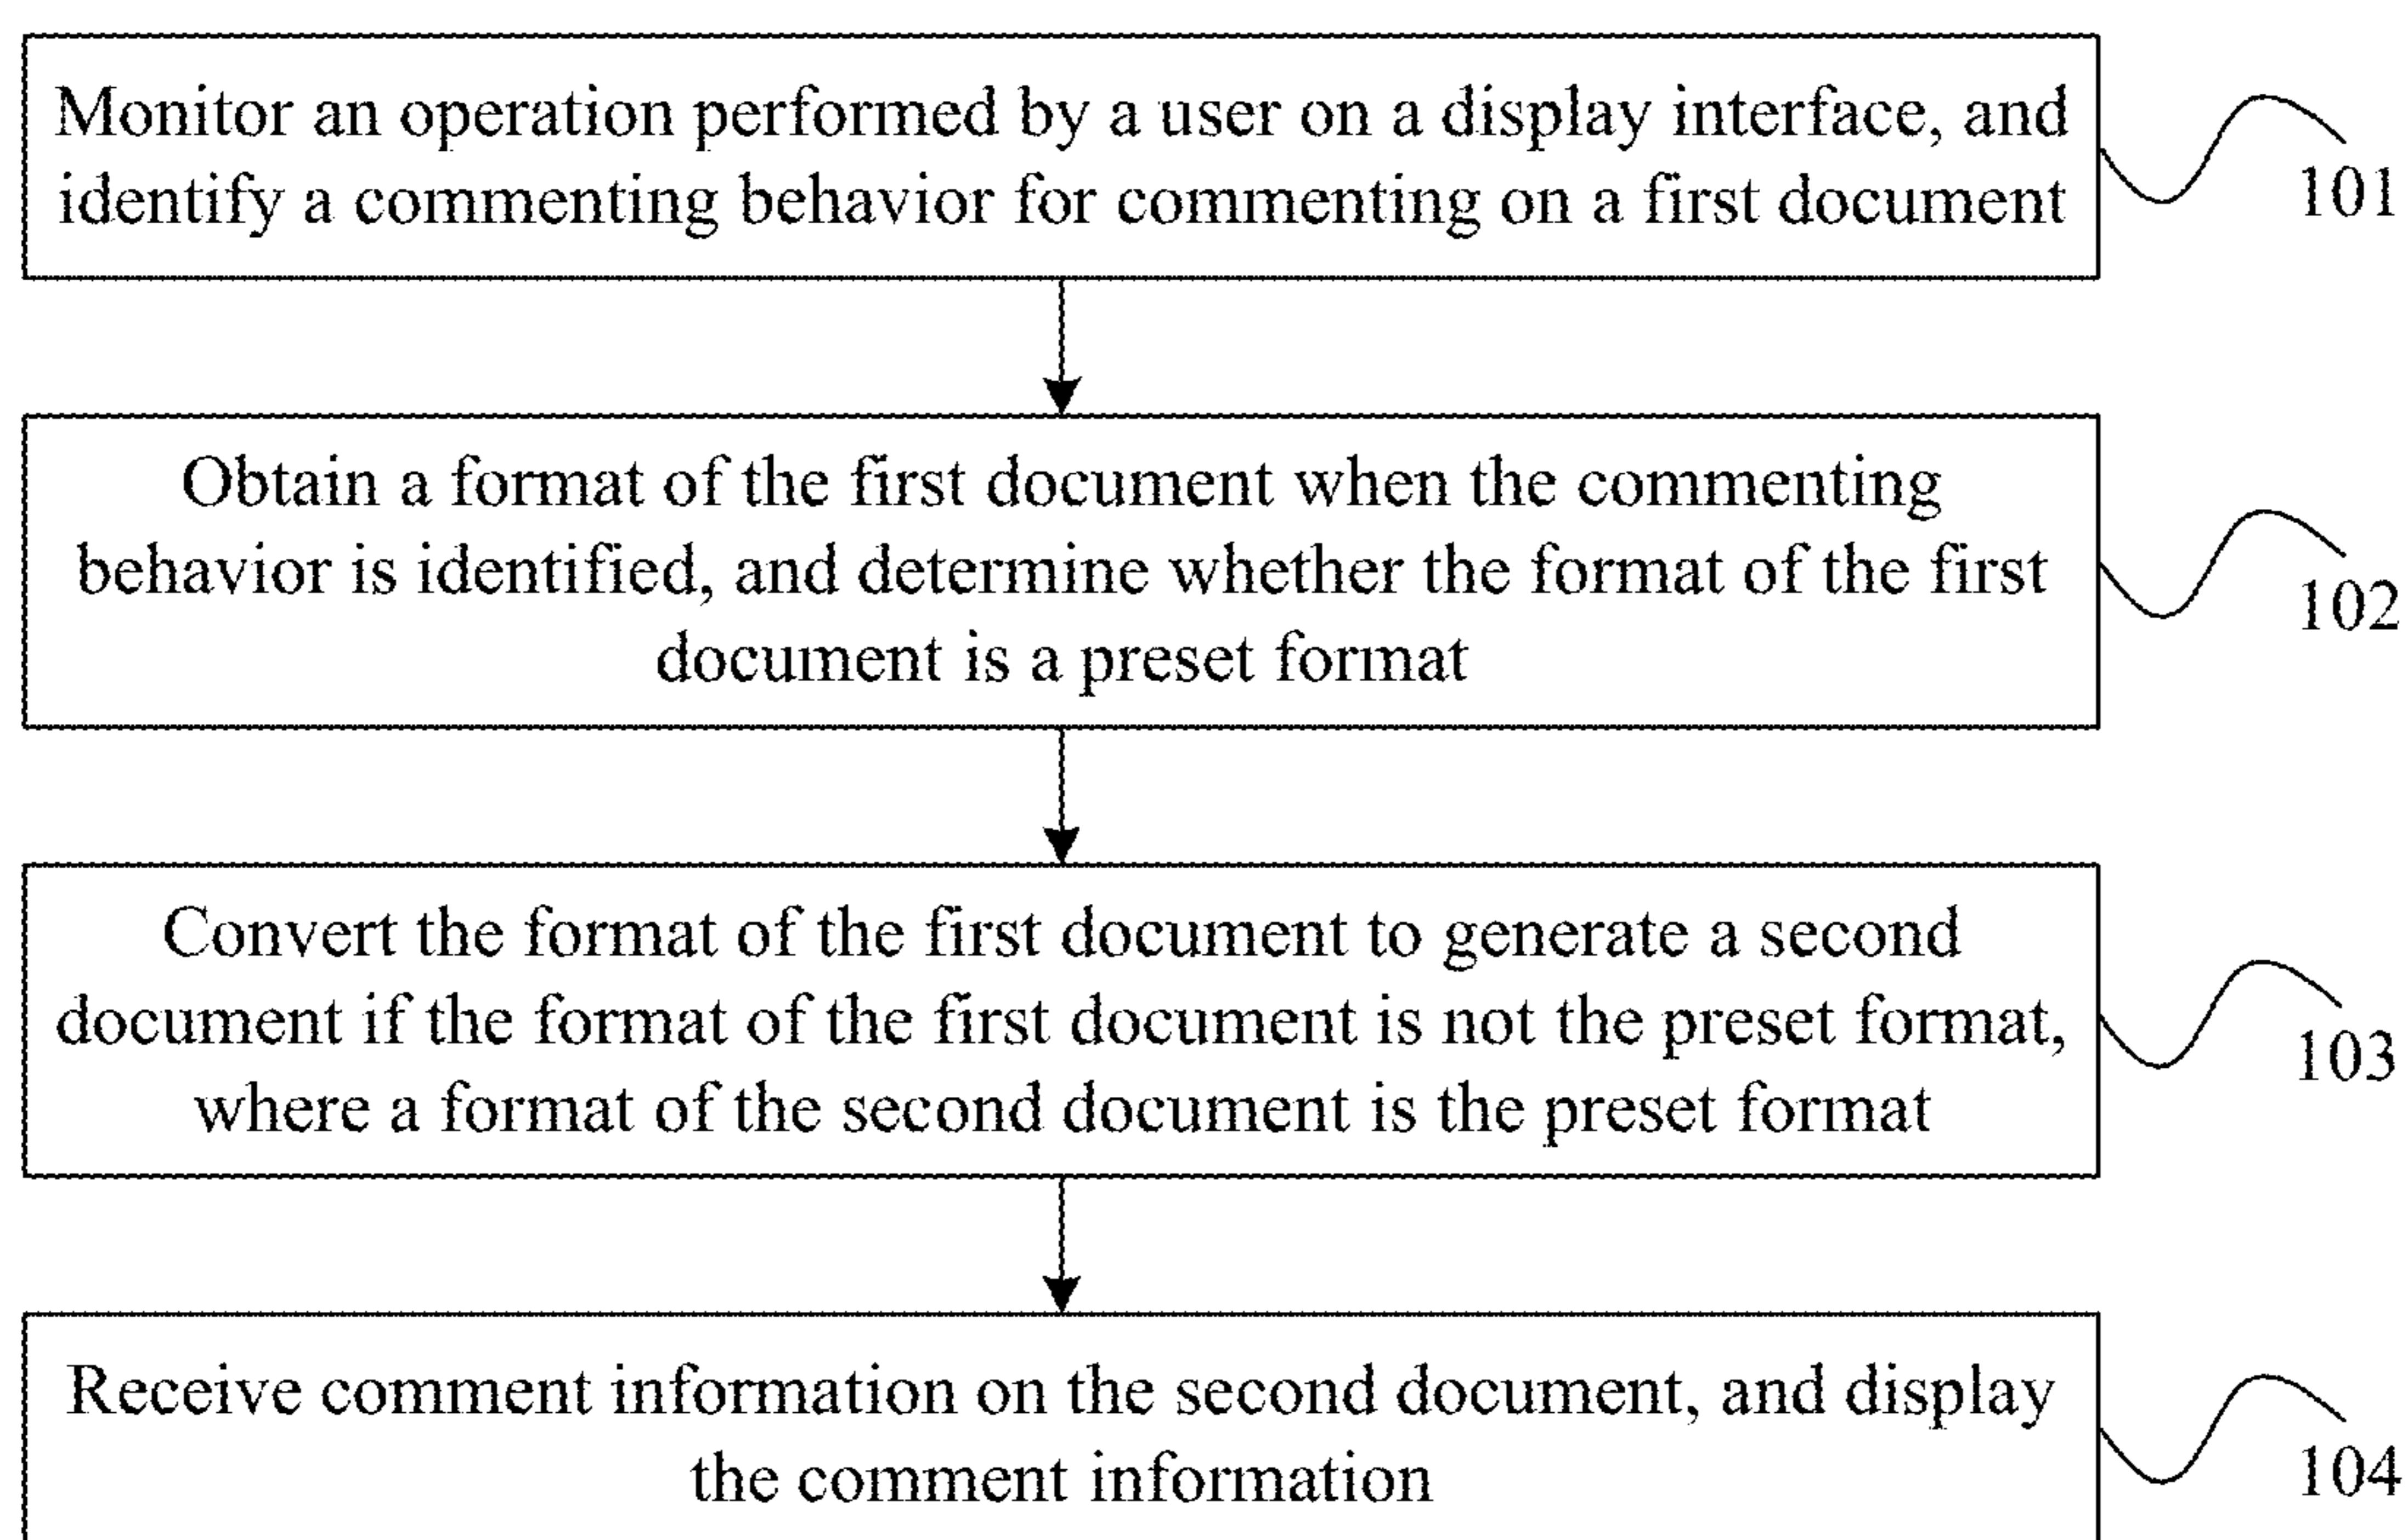 Monitor an operation performed by a user on a display interface, and
identify a commenting behavior for commenting on a first document
101
Obtain a format of the first document when the commenting
behavior is identified, and determine whether the format of the first
document is a preset format
102
Convert the format of the first document to generate a second
document if the format of the first document is not the preset format,
where a format of the second document is the preset format
103
Receive comment information on the second document, and display
the comment information
104